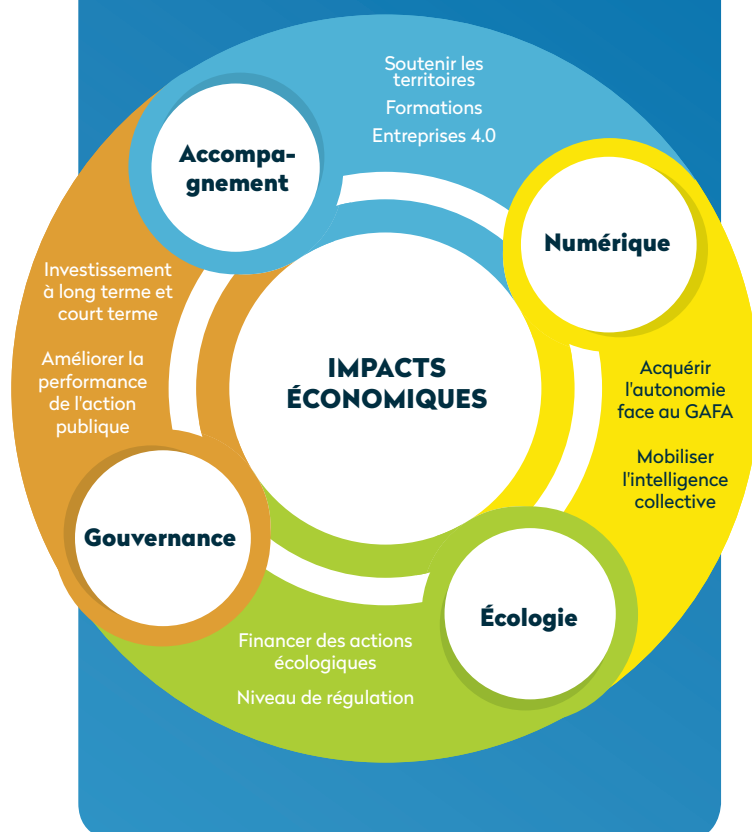 Soutenir les
territoires
Formations
Entreprises 4.0
Accompa-
gnement
Numérique
Investissement
à long terme et
court terme
Améliorer la
performance
de l'action
publique
IMPACTS
ÉCONOMIQUES
Acquérir
l'autonomie
face au GAFA
Mobiliser
l'intelligence
collective
Gouvernance
Écologie
Financer des actions
écologiques
Niveau de régulation